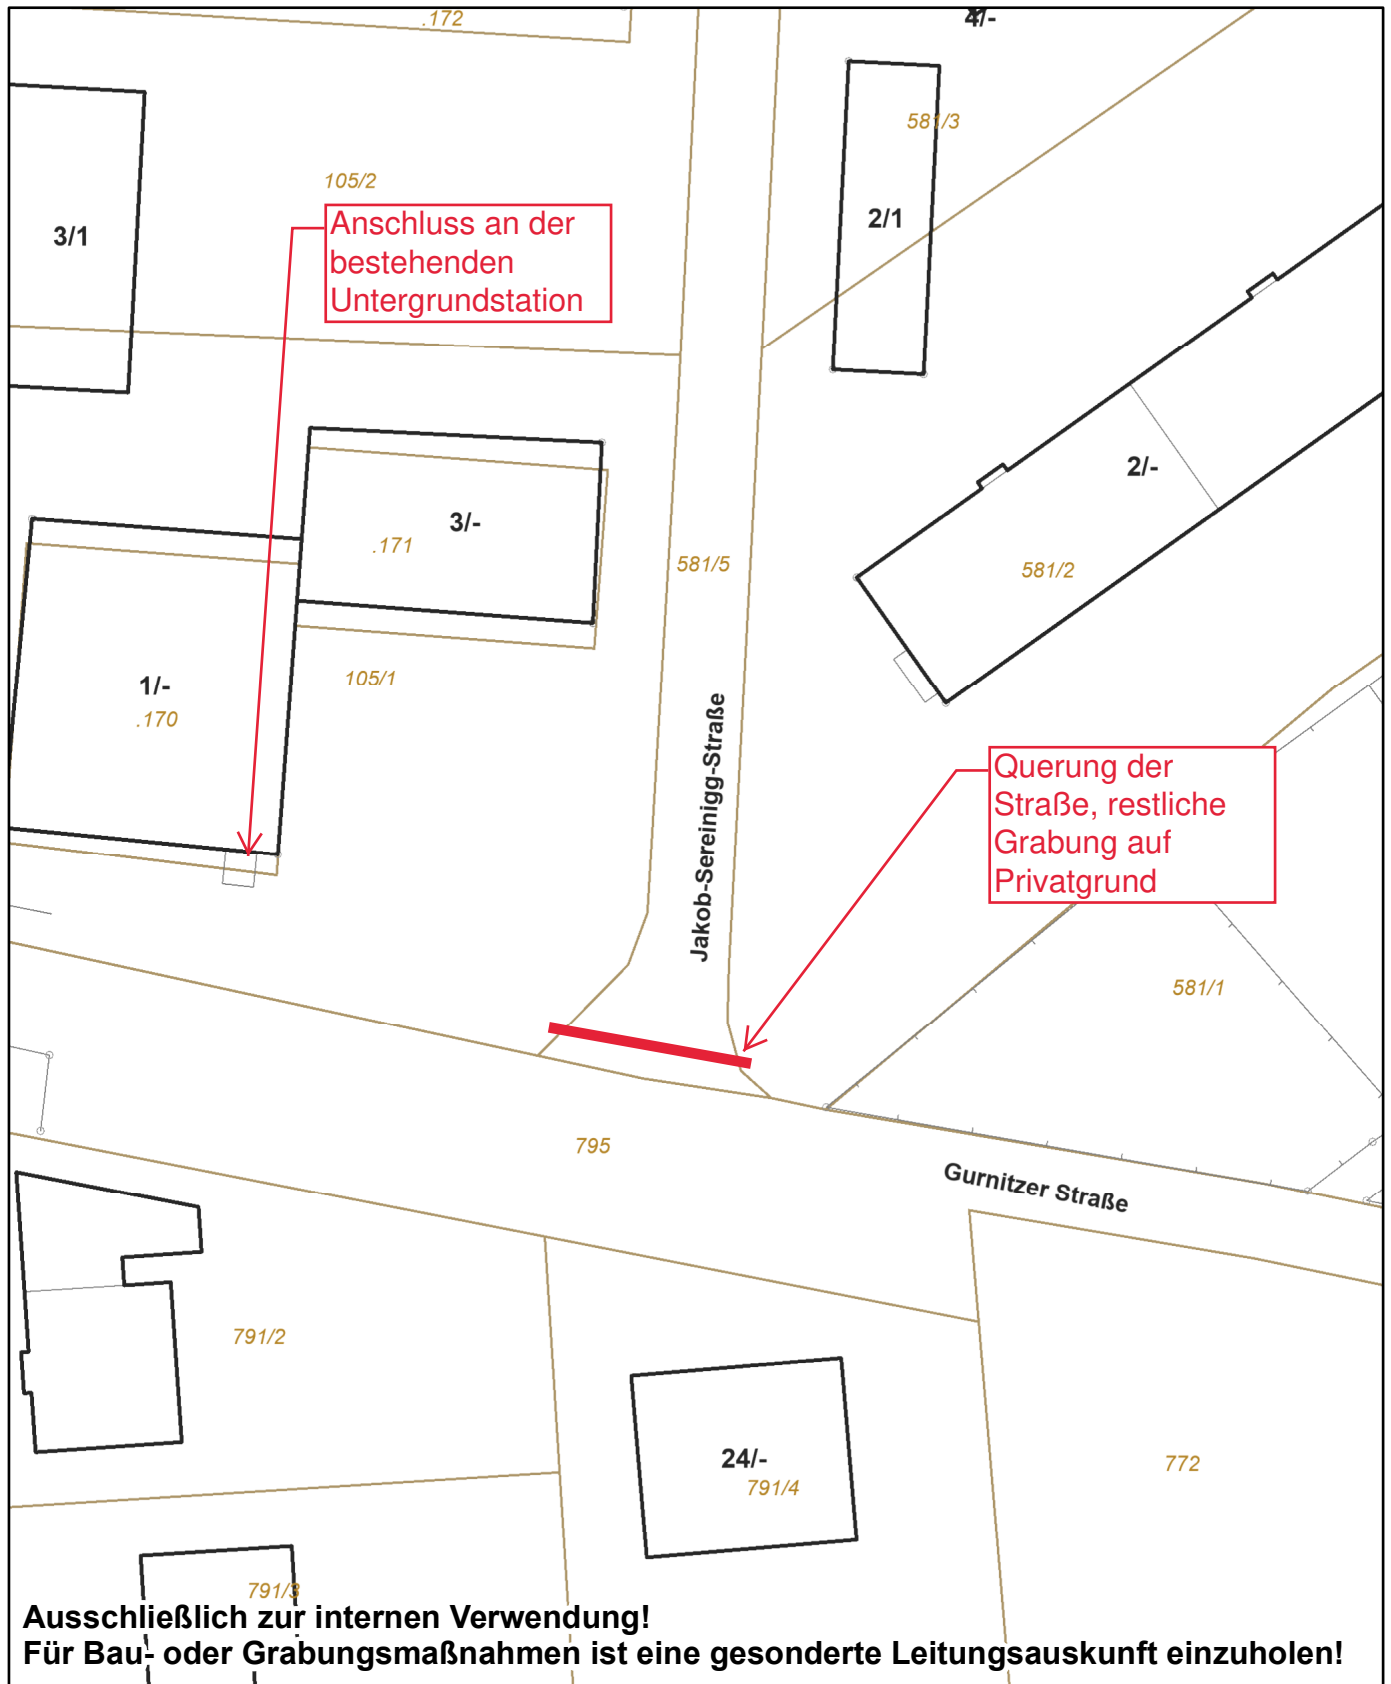 .172
4/-
581/3
105/2
2/1
3/1
Anschluss an der
bestehenden
Untergrundstation
2/-
3/-
.171
581/5
581/2
105/1
1/-
.170
Jakob-Sereinigg-Straße
Querung der
Straße, restliche
Grabung auf
Privatgrund
581/1
795
Gurnitzer Straße
791/2
24/-
791/4
772
791/3
Ausschließlich zur internen Verwendung!
Für Bau- oder Grabungsmaßnahmen ist eine gesonderte Leitungsauskunft einzuholen!